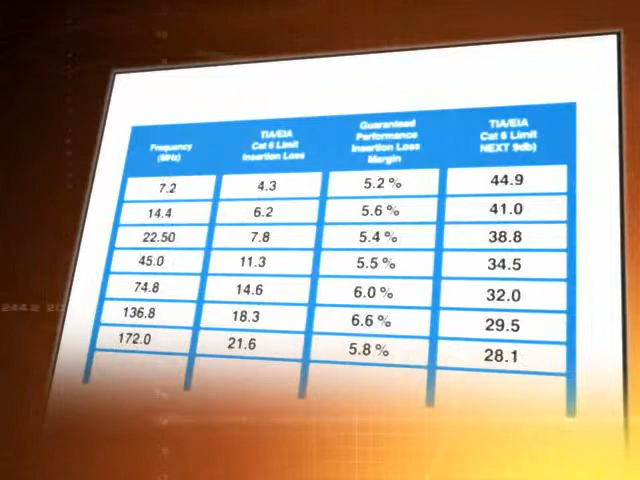 Frequency
(MHz)
TIA/EIA
Cat 6 Limit
Insertion Loss
Guaranteed
Performance
Insertion Loss
Margin
TIA/EIA
Cat 6 Limit
NEXT 9db)
7.2 4.3 5.2 % 44.9
14.4 6.2 5.6 % 41.0
22.50 7.8 5.4 % 38.8
45.0 11.3 5.5 % 34.5
74.8 14.6 6.0 % 32.0
136.8 18.3 6.6 % 29.5
172.0 21.6 5.8 % 28.1